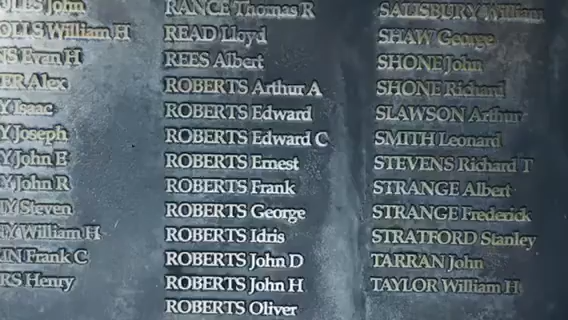 John
William H
Evan H
Alex
Isaac
Joseph
John E
John R
Steven
William H
Frank C
Henry
RANCE Thomas R
READ Lloyd
REES Albert
ROBERTS Arthur A
ROBERTS Edward
ROBERTS Edward C
ROBERTS Ernest
ROBERTS Frank
ROBERTS George
ROBERTS Idris
ROBERTS John D
ROBERTS John H
ROBERTS Oliver
SALISBURY William
SHAW George
SHONE John
SHONE Richard
SLAWSON Arthur
SMITH Leonard
STEVENS Richard T
STRANGE Albert
STRANGE Frederick
STRATFORD Stanley
TARRAN John
TAYLOR William H